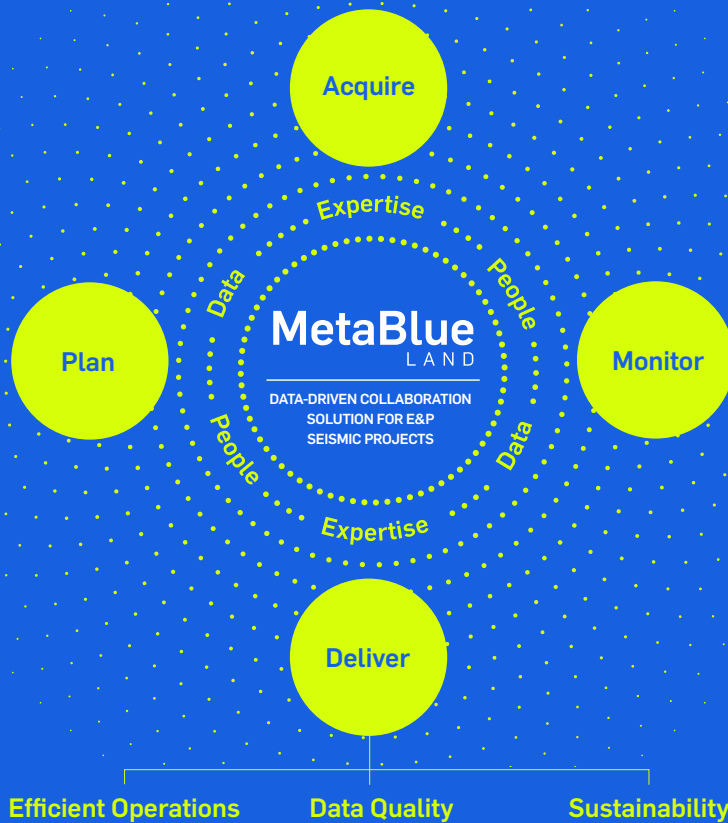 Acquire
Expertise
Data
People
MetaBlue
LAND
Plan
Monitor
DATA-DRIVEN COLLABORATION
SOLUTION FOR E&P
SEISMIC PROJECTS
People
Data
Expertise
Deliver
Efficient Operations
Data Quality
Sustainability